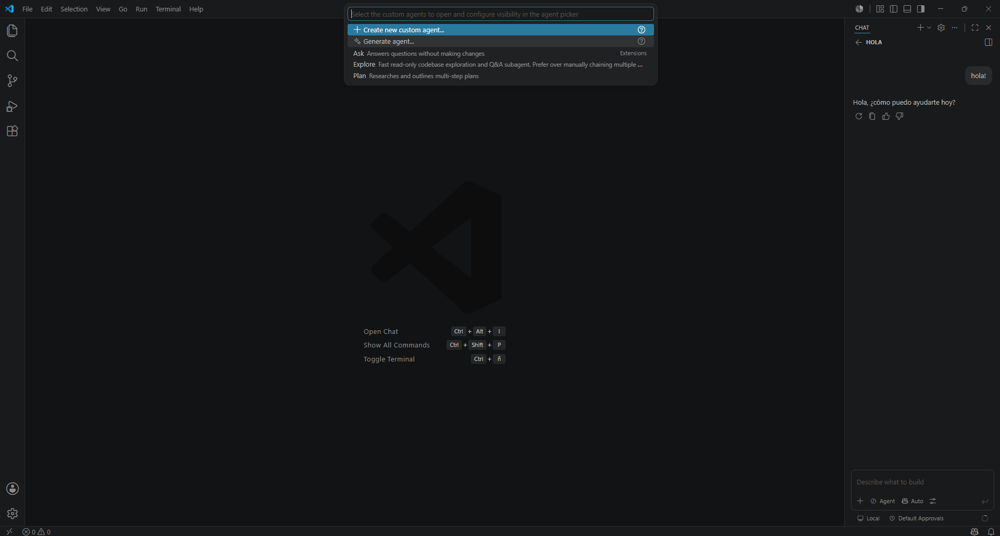 File Edit Selection View Go Run Terminal Help
Select the custom agents to open and configure visibility in the agent picker
Create new custom agent...
Generate agent...
Ask Answers questions without making changes Extensions
Explore Fast read-only codebase exploration and Q&A subagent. Prefer over manually chaining multiple ...
Plan Researches and outlines multi-step plans
CHAT
HOLA
hola!
Hola, ¿cómo puedo ayudarte hoy?
Open Chat Ctrl + Alt + I
Show All Commands Ctrl + Shift + P
Toggle Terminal Ctrl + ñ
Describe what to build
Agent Auto
Local Default Approvals
0 0